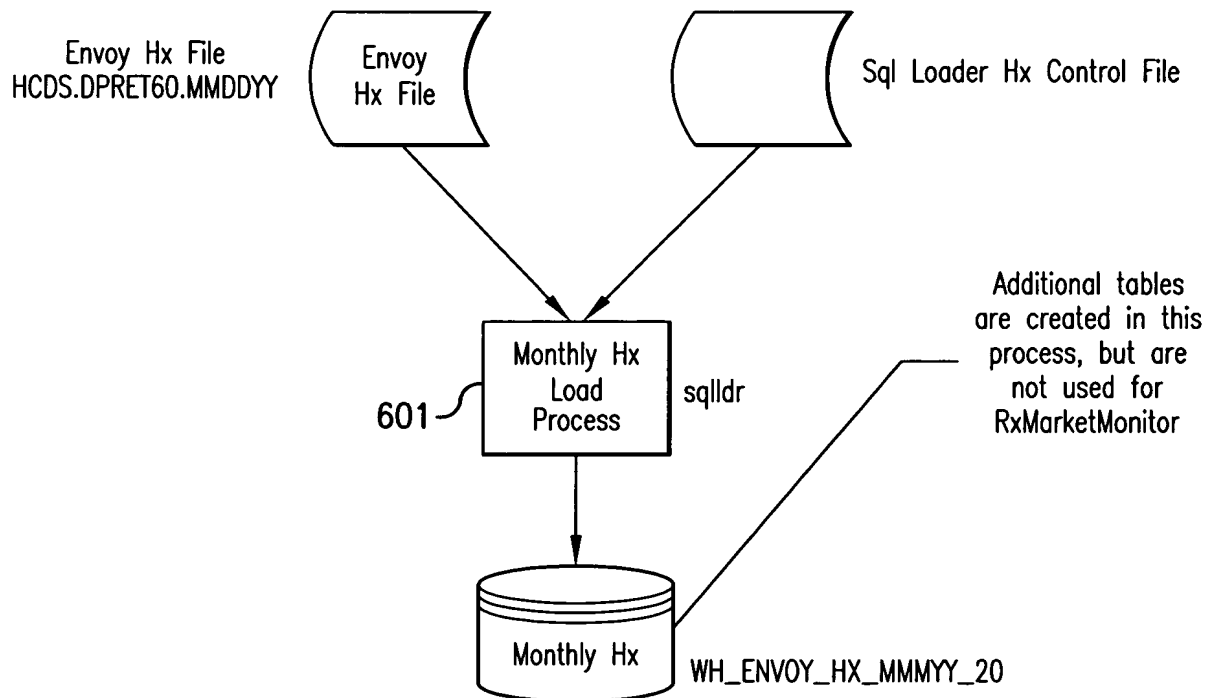 Envoy Hx File
HCDS.DPRET60.MMDDYY
Envoy
Hx File
Sql Loader Hx Control File
Monthly Hx
Load
Process
601
sqlldr
Additional tables
are created in this
process, but are
not used for
RxMarketMonitor
Monthly Hx
WH_ENVOY_HX_MMMYY_20